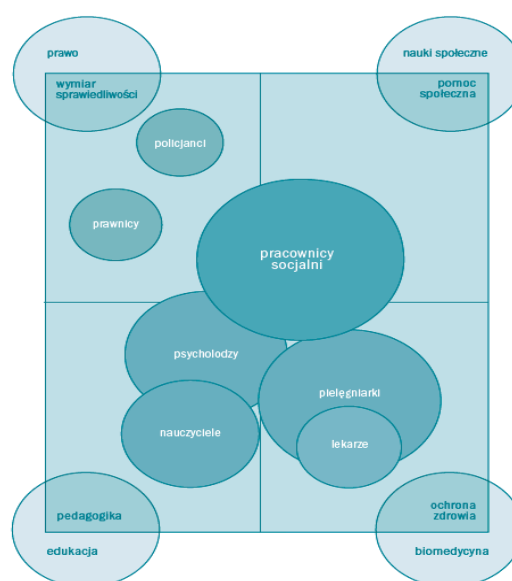 prawo
nauki społeczne
wymiar
sprawiedliwości
pomoc
społeczna
policjanci
prawnicy
pracownicy
socjalni
psycholodzy
pielęgniarki
nauczyciele
lekarze
pedagogika
ochrona
zdrowia
edukacja
biomedycyna